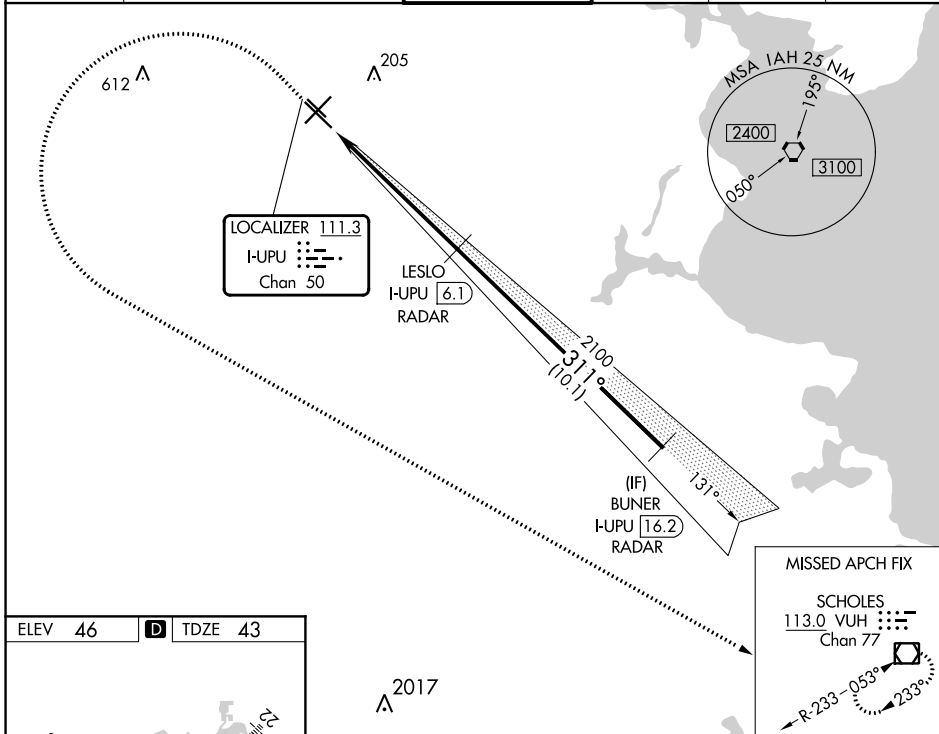 612
205
MSA IAH 25 NM
195°
2400
3100
050°
LOCALIZER 111.3
I-UPU
Chan 50
LESLO
I-UPU 6.1
RADAR
2100
311°
(10.1)
131°
(IF)
BUNER
I-UPU 16.2
RADAR
MISSED APCH FIX
SCHOLES
113.0 VUH
Chan 77
R-233
053°
233°
ELEV 46 D TDZE 43
22
2017